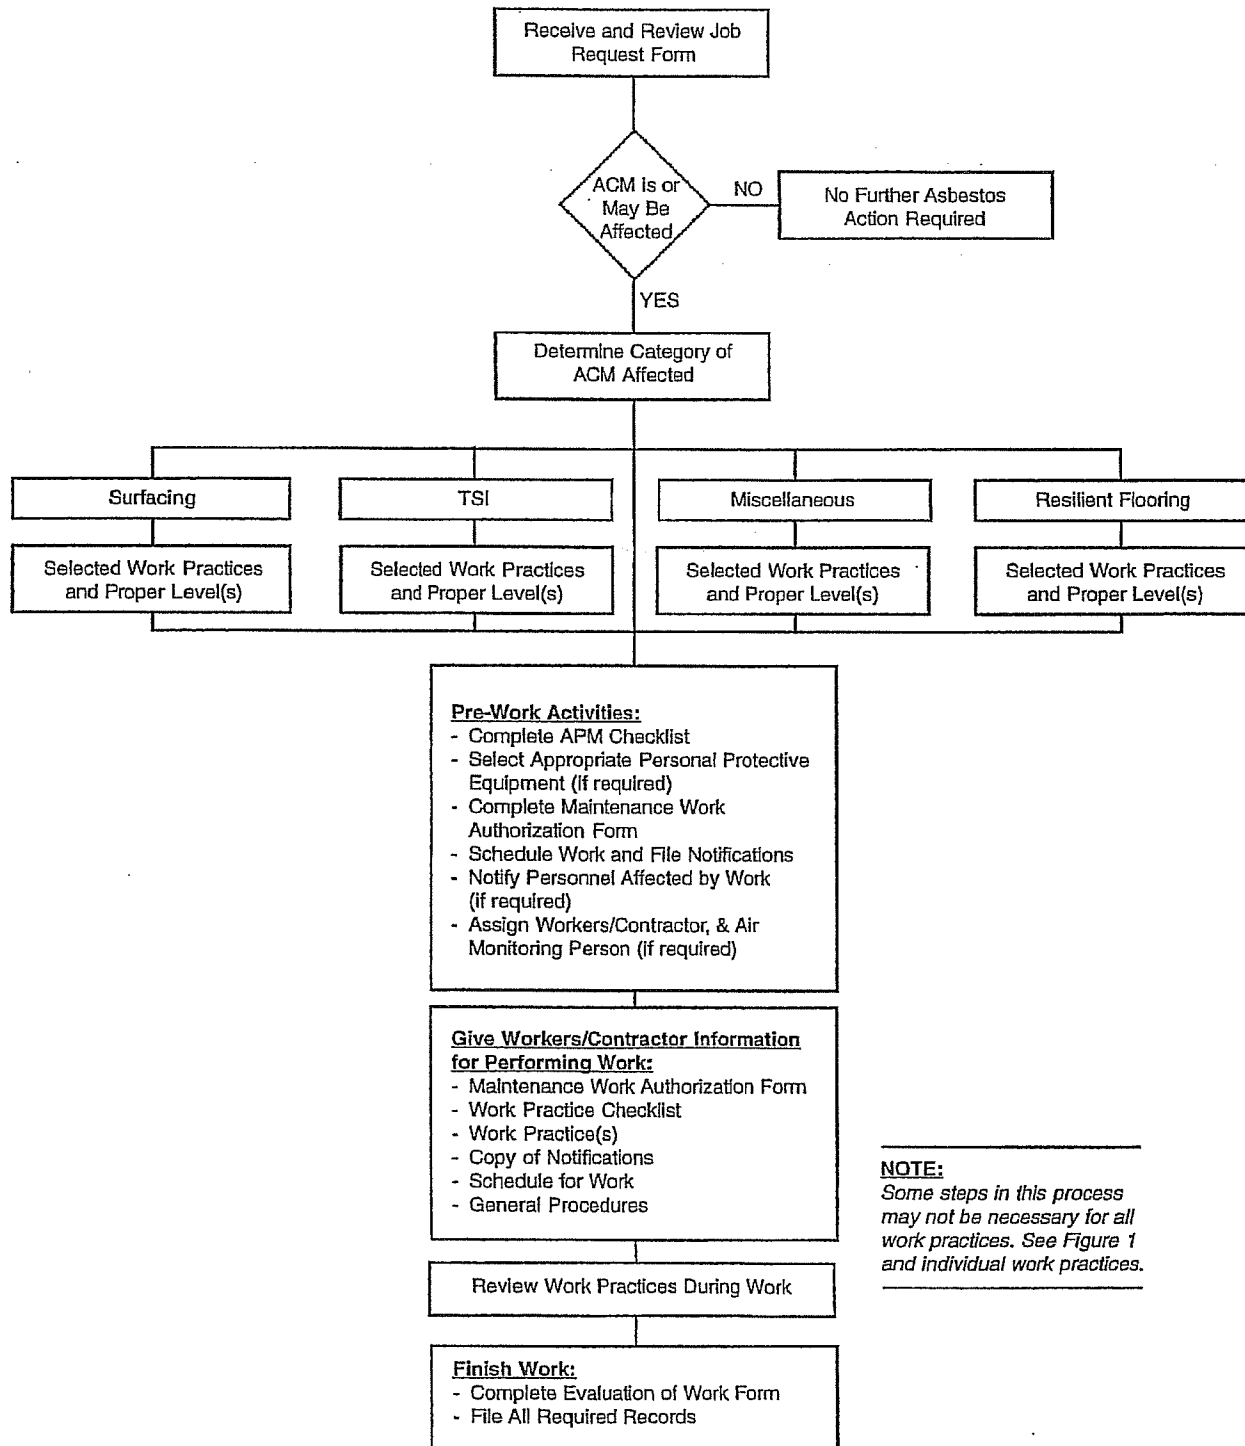 Receive and Review Job
Request Form
ACM is or
May Be
Affected
NO
No Further Asbestos
Action Required
YES
Determine Category of
ACM Affected
Surfacing
TSI
Miscellaneous
Resilient Flooring
Selected Work Practices
and Proper Level(s)
Selected Work Practices
and Proper Level(s)
Selected Work Practices
and Proper Level(s)
Selected Work Practices
and Proper Level(s)
Pre-Work Activities:
- Complete APM Checklist
- Select Appropriate Personal Protective
Equipment (if required)
- Complete Maintenance Work
Authorization Form
- Schedule Work and File Notifications
- Notify Personnel Affected by Work
(if required)
- Assign Workers/Contractor, & Air
Monitoring Person (if required)
Give Workers/Contractor Information
for Performing Work:
- Maintenance Work Authorization Form
- Work Practice Checklist
- Work Practice(s)
- Copy of Notifications
- Schedule for Work
- General Procedures
NOTE:
Some steps in this process
may not be necessary for all
work practices. See Figure 1
and individual work practices.
Review Work Practices During Work
Finish Work:
- Complete Evaluation of Work Form
- File All Required Records